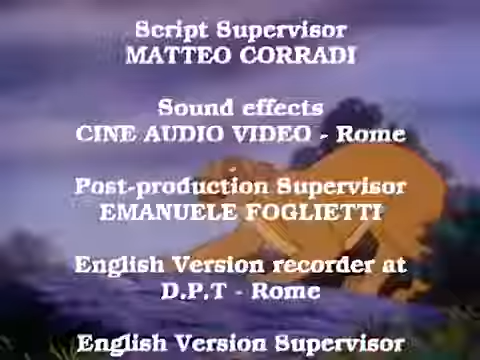 Script Supervisor
MATTEO CORRADI
Sound effects
CINE AUDIO VIDEO - Rome
Post-production Supervisor
EMANUELE FOGLIETTI
English Version recorder at
D.P.T - Rome
English Version Supervisor